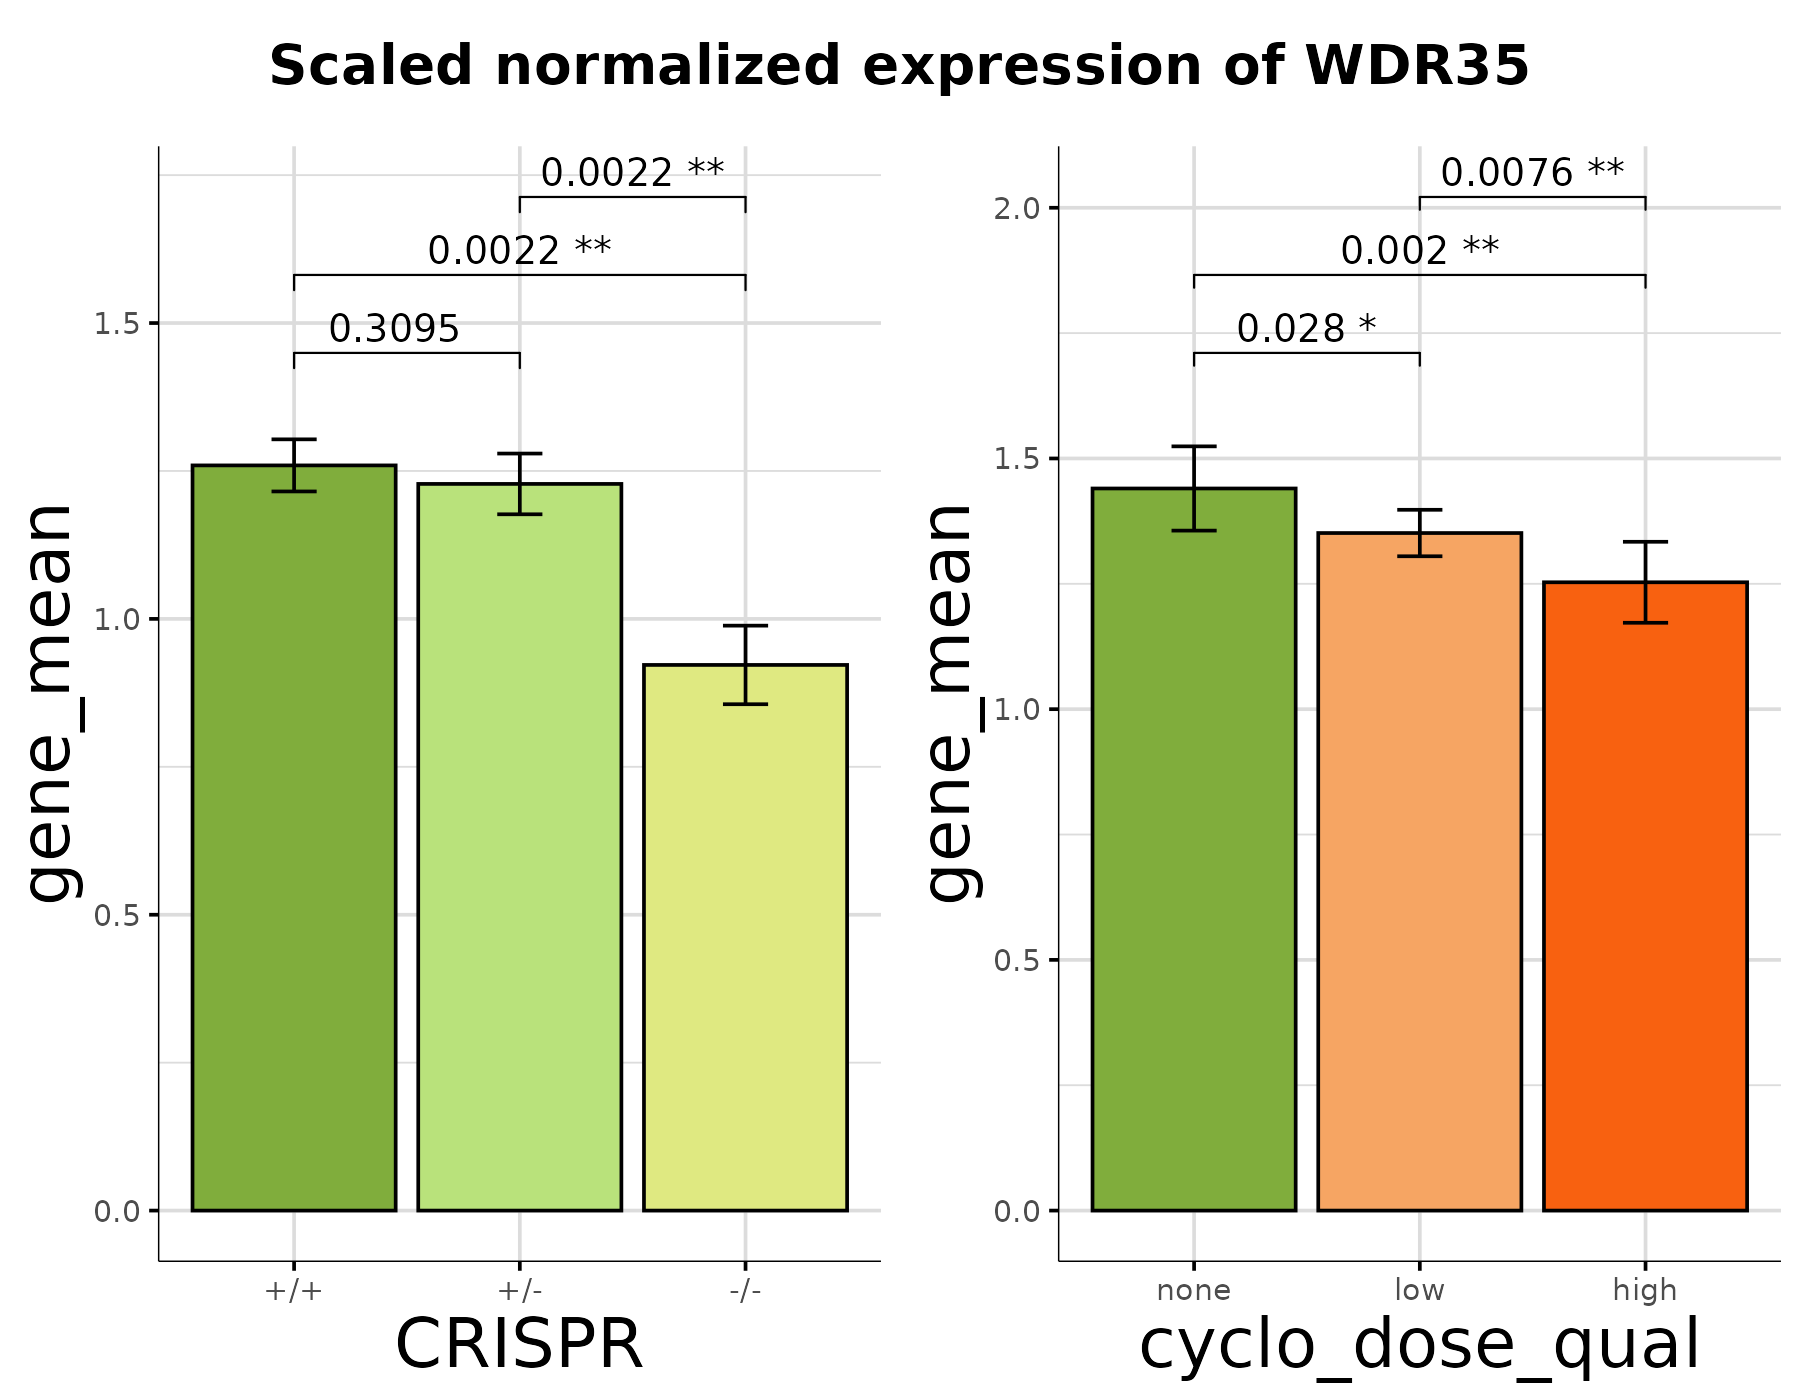 Scaled normalized expression of WDR35
gene_mean
0.0022 **
0.0022 **
0.3095
1.5
1.0
0.5
0.0
+/+ +/- -/-
CRISPR
gene_mean
0.0076 **
0.002 **
0.028 *
2.0
1.5
1.0
0.5
0.0
none low high
cyclo_dose_qual